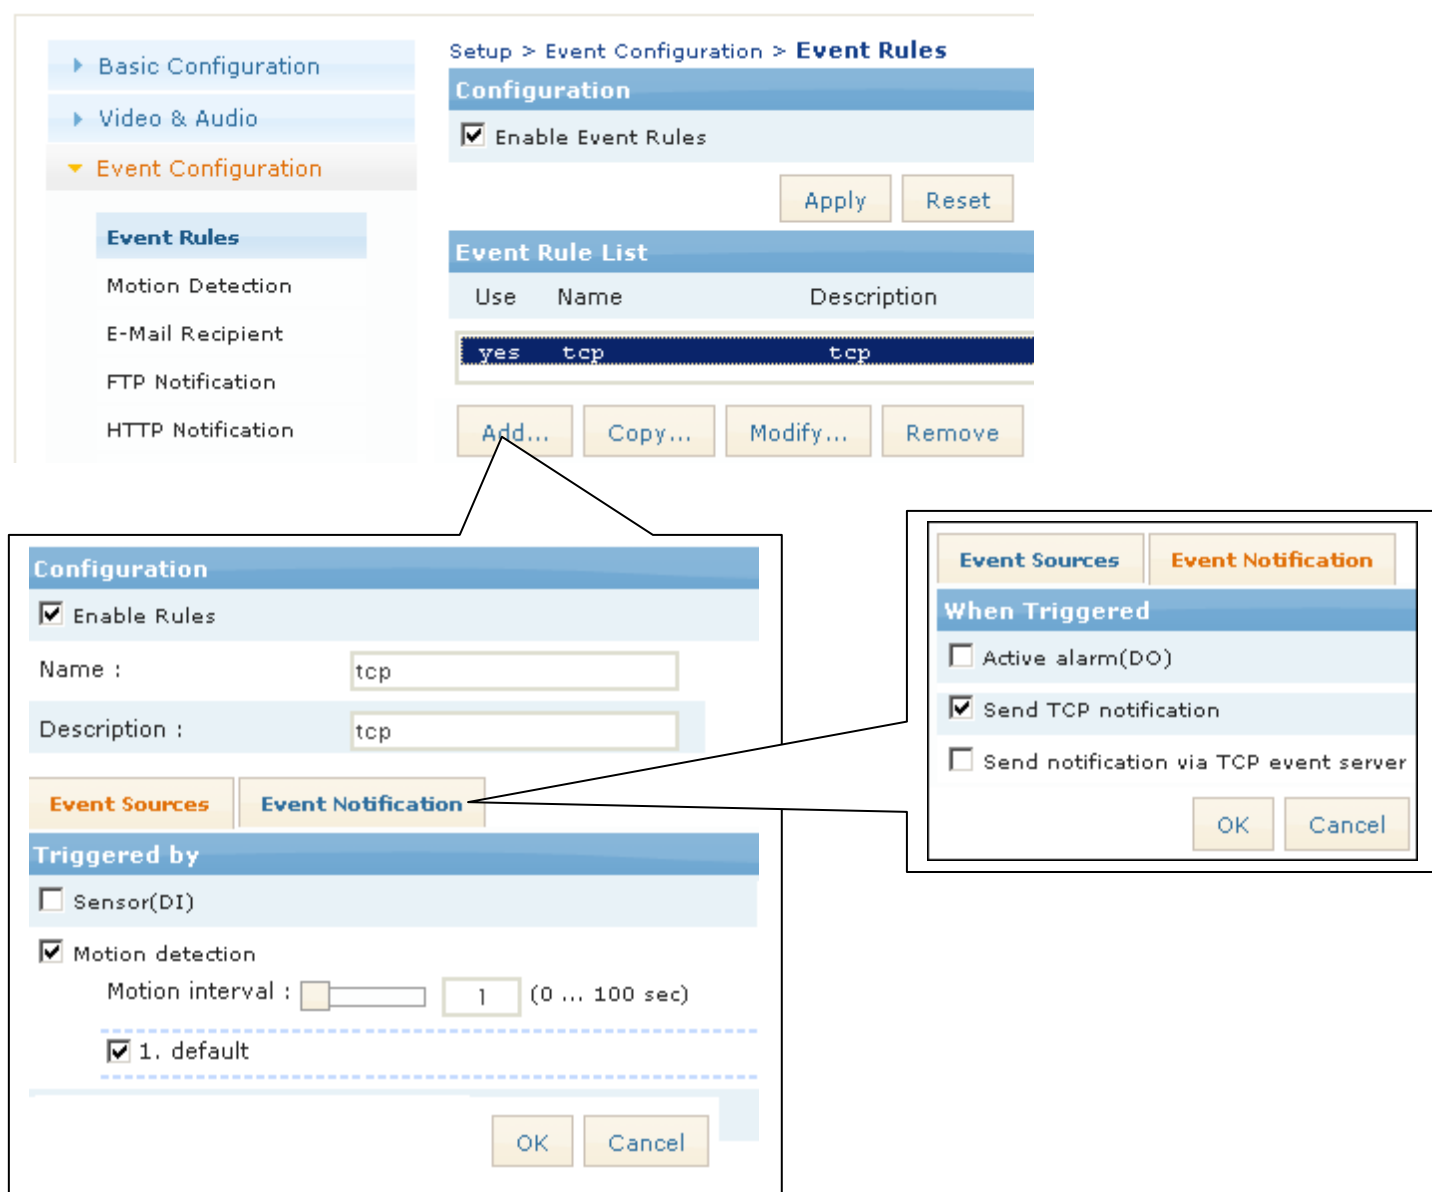 Basic Configuration
Video & Audio
Event Configuration
Event Rules
Motion Detection
E-Mail Recipient
FTP Notification
HTTP Notification
Setup > Event Configuration > Event Rules
Configuration
Enable Event Rules
Apply Reset
Event Rule List
Use Name Description
yes tcp tcp
Add... Copy... Modify... Remove
Configuration
Enable Rules
Name : tcp
Description : tcp
Event Sources Event Notification
Triggered by
Sensor(DI)
Motion detection
Motion interval : 1 (0 ... 100 sec)
1. default
OK Cancel
Event Sources Event Notification
When Triggered
Active alarm(DO)
Send TCP notification
Send notification via TCP event server
OK Cancel